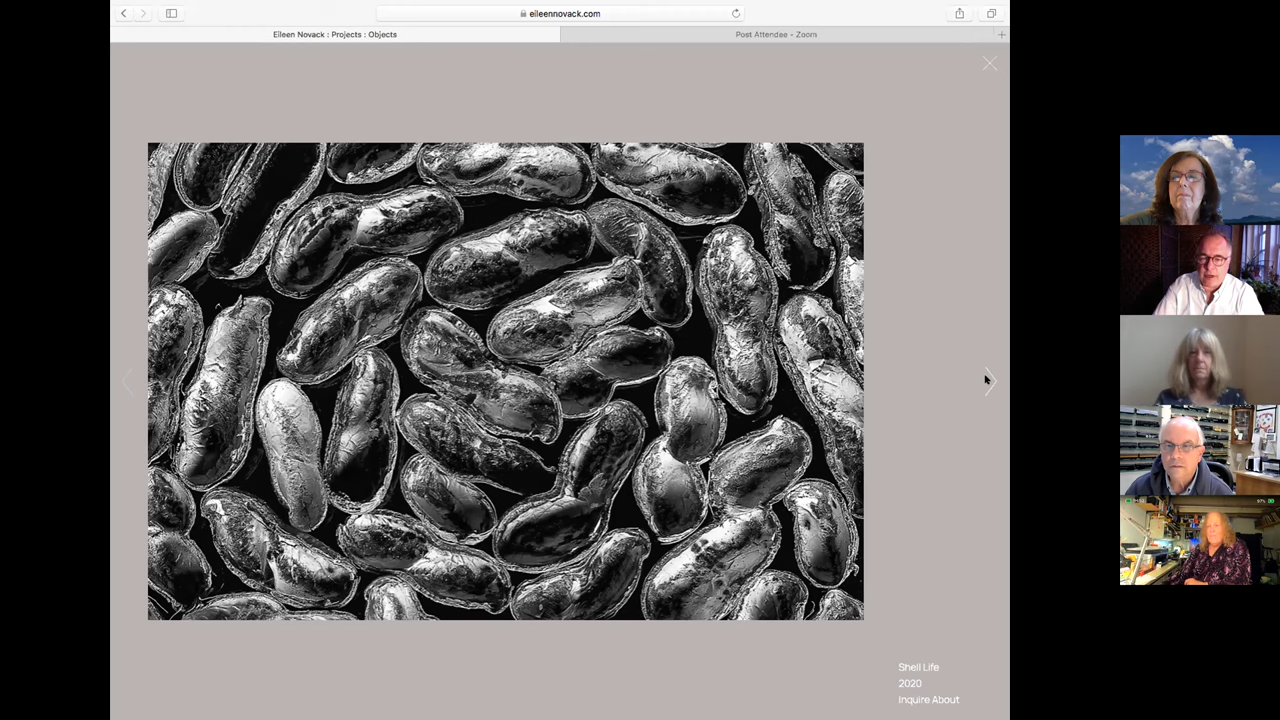 eileennovack.com
Eileen Novack : Projects : Objects
Post Attendee - Zoom
Shell Life
2020
Inquire About